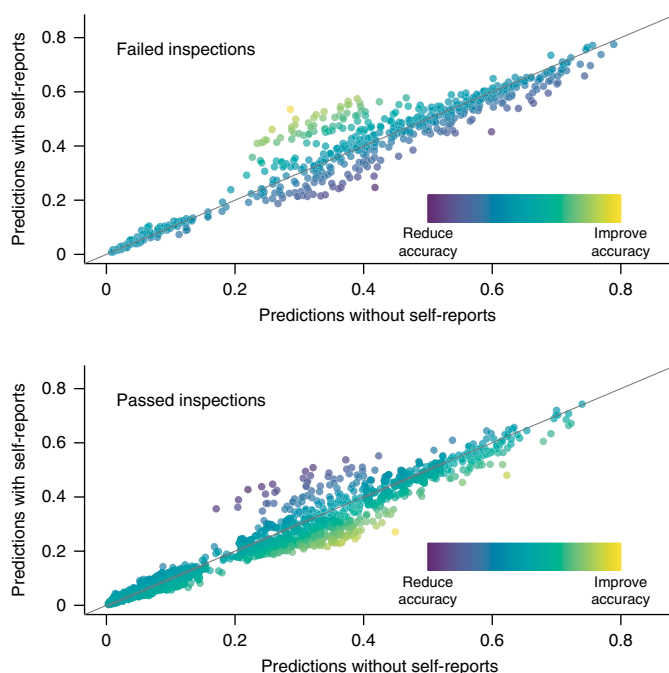 Failed inspections
Predictions with self-reports
0.8
0.6
0.4
0.2
0
Reduce accuracy
Improve accuracy
0 0.2 0.4 0.6 0.8
Predictions without self-reports
Passed inspections
Predictions with self-reports
0.8
0.6
0.4
0.2
0
Reduce accuracy
Improve accuracy
0 0.2 0.4 0.6 0.8
Predictions without self-reports